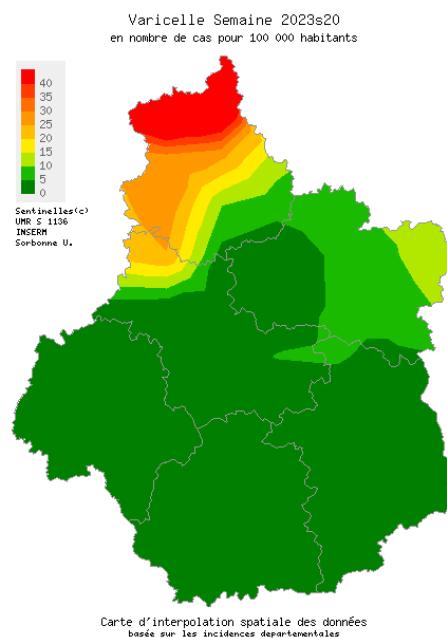 Varicelle Semaine 2023s20
en nombre de cas pour 100 000 habitants
40
35
30
25
20
15
10
5
0
Sentinelles(c)
UMR S 1136
INSERM
Sorbonne U.
Carte d'interpolation spatiale des données
basée sur les incidences departementales